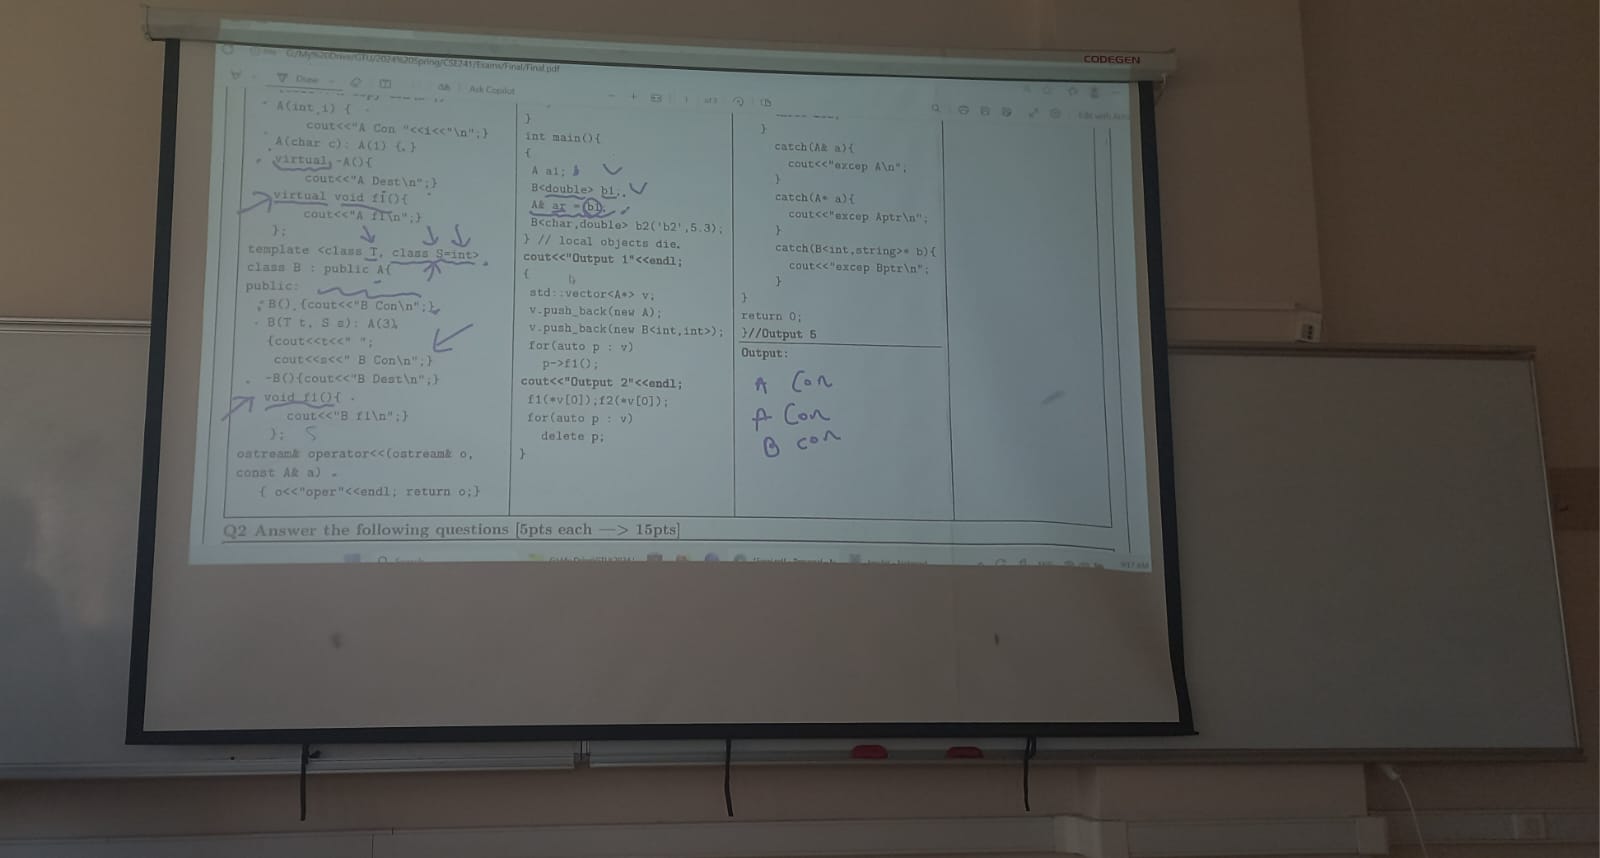 CODEGEN
G:/My%20Drive/GTU/2024%20Spring/CSE241/Exams/Final/Final.pdf
Draw
Ask Copilot
A(int i) {
cout<<"A Con "<<i<<"\n";}
A(char c): A(1) {.}
virtual ~A(){
cout<<"A Dest\n";}
virtual void f1(){
cout<<"A f1\n";}
};
template <class T, class S=int>
class B : public A{
public:
B() {cout<<"B Con\n";}
B(T t, S s): A(3)
{cout<<t<<" ";
cout<<s<<" B Con\n";}
~B(){cout<<"B Dest\n";}
void f1(){
cout<<"B f1\n";}
};
ostream& operator<<(ostream& o,
const A& a)
{ o<<"oper"<<endl; return o;}
}
int main(){
{
A a1;
B<double> b1;
A& ar = b1;
B<char,double> b2('b2',5.3);
} // local objects die.
cout<<"Output 1"<<endl;
{
std::vector<A*> v;
v.push_back(new A);
v.push_back(new B<int,int>);
for(auto p : v)
p->f1();
cout<<"Output 2"<<endl;
f1(*v[0]);f2(*v[0]);
for(auto p : v)
delete p;
}
}
catch(A& a){
cout<<"excep A\n";
}
catch(A* a){
cout<<"excep Aptr\n";
}
catch(B<int,string>* b){
cout<<"excep Bptr\n";
}
}
return 0;
}//Output 5
Output:
A Con
A Con
B con
Q2 Answer the following questions [5pts each —> 15pts]
9:17 AM